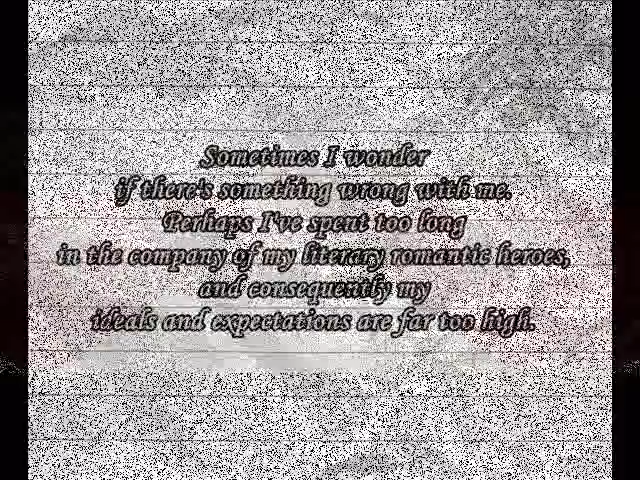 Sometimes I wonder
if there's something wrong with me.
Perhaps I've spent too long
in the company of my literary romantic heroes,
and consequently my
ideals and expectations are far too high.